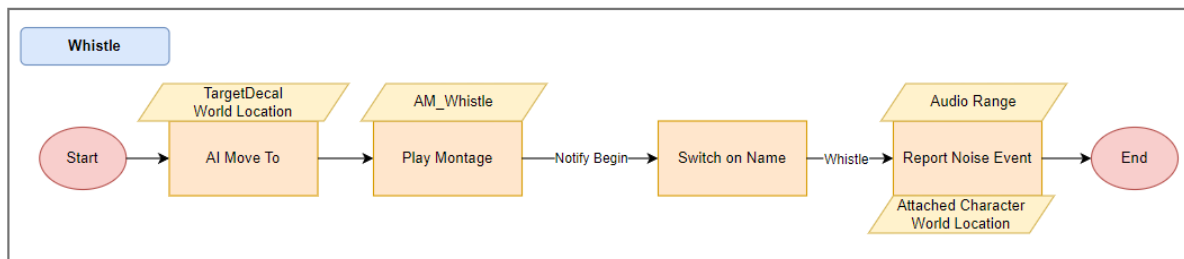 Whistle
TargetDecal
World Location
AM_Whistle
Audio Range
Start
AI Move To
Play Montage
Notify Begin
Switch on Name
Whistle
Report Noise Event
End
Attached Character
World Location